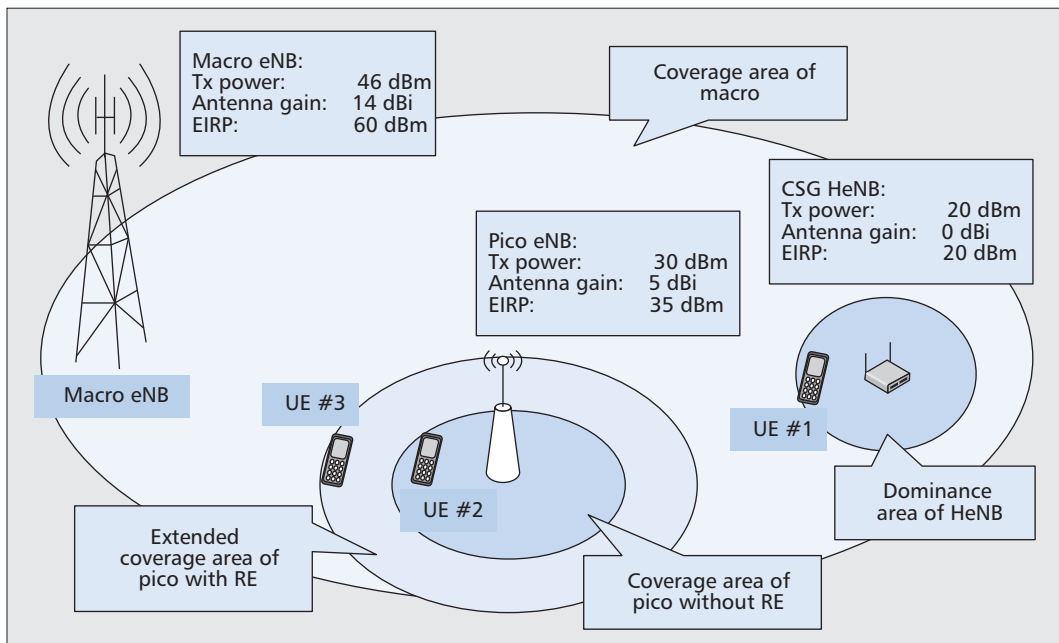 Macro eNB:
Tx power: 46 dBm
Antenna gain: 14 dBi
EIRP: 60 dBm
Coverage area of
macro
CSG HeNB:
Tx power: 20 dBm
Antenna gain: 0 dBi
EIRP: 20 dBm
Pico eNB:
Tx power: 30 dBm
Antenna gain: 5 dBi
EIRP: 35 dBm
Macro eNB
UE #3
UE #1
UE #2
Dominance
area of HeNB
Extended
coverage area of
pico with RE
Coverage area of
pico without RE